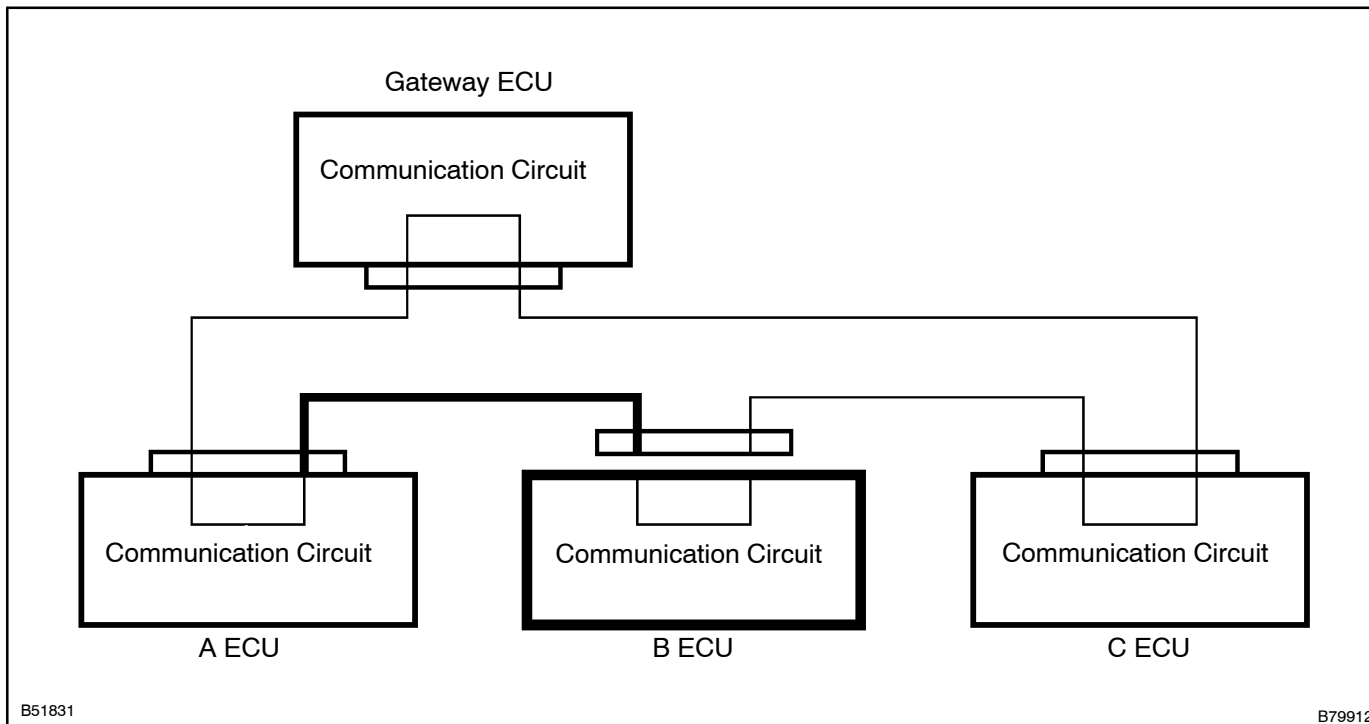 Gateway ECU
Communication Circuit
Communication Circuit
Communication Circuit
Communication Circuit
A ECU
B ECU
C ECU
B51831
B79912